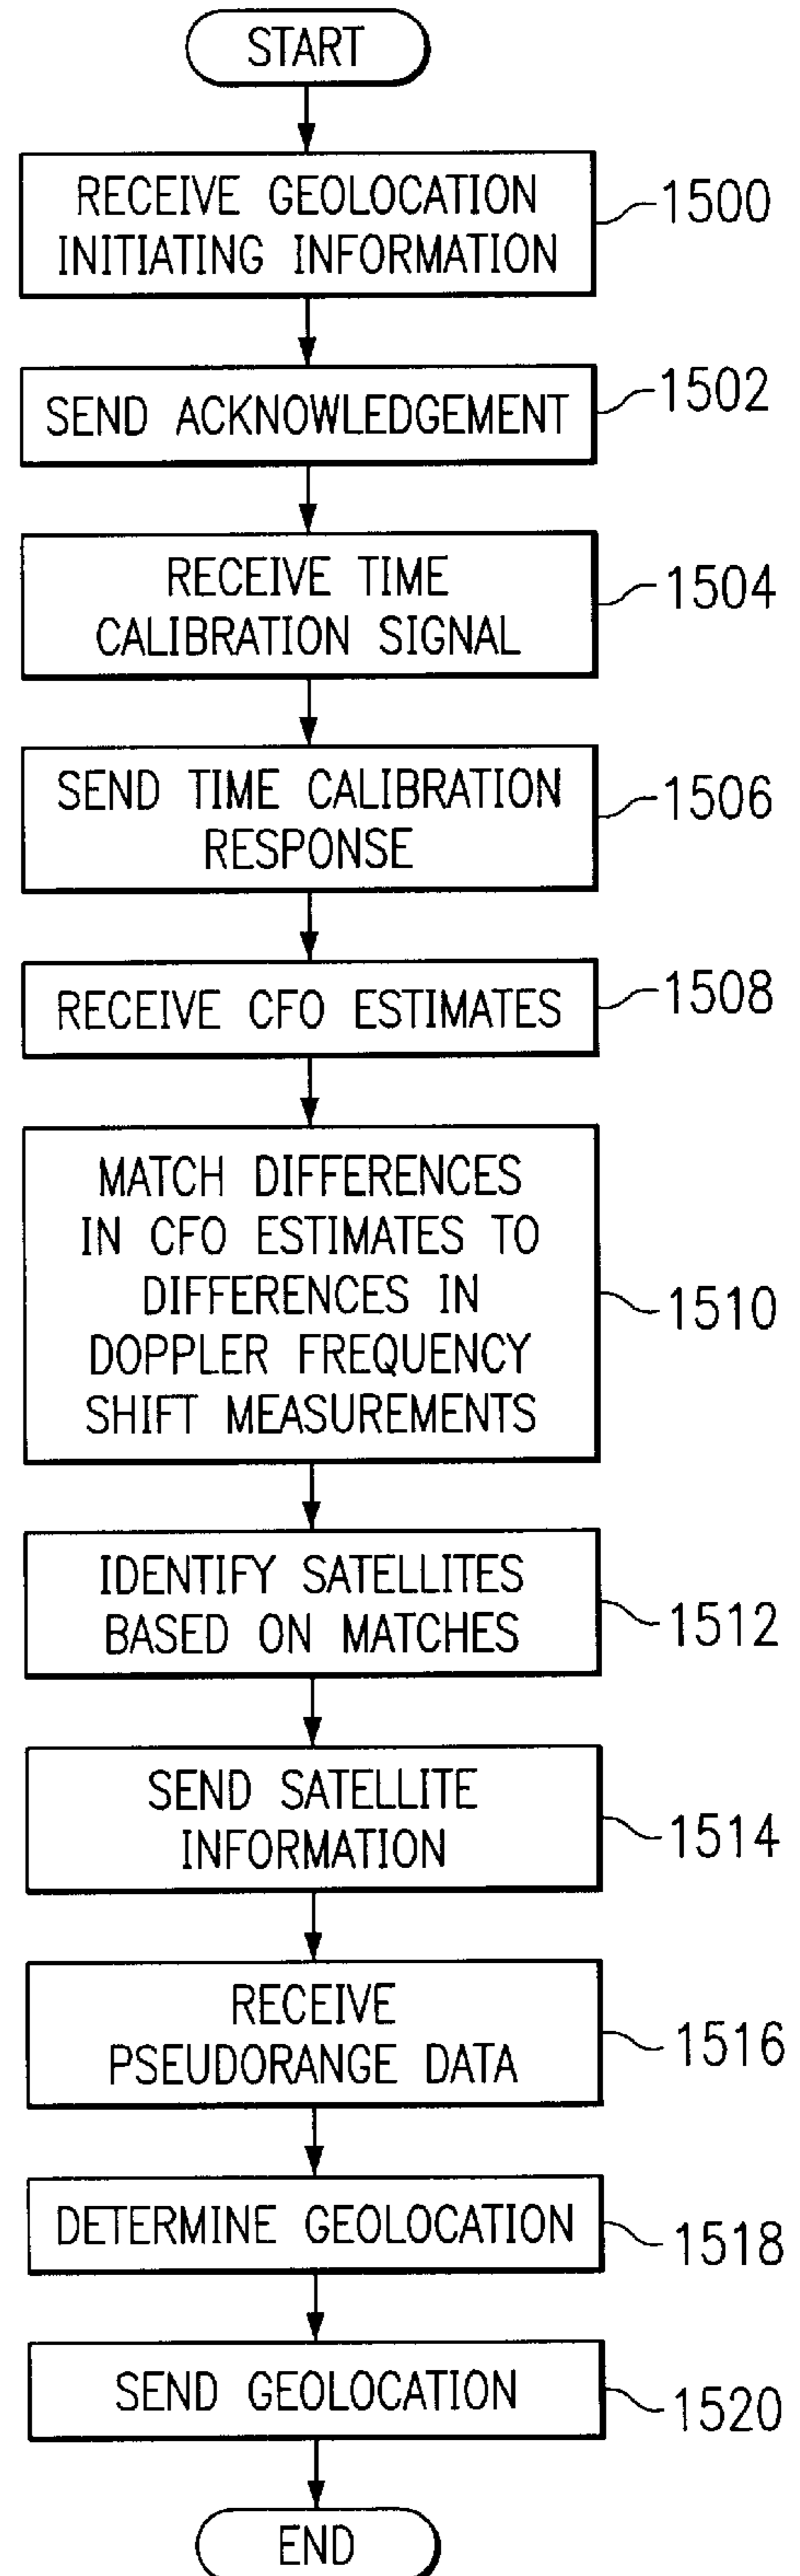 START
RECEIVE GEOLOCATION
INITIATING INFORMATION
1500
SEND ACKNOWLEDGEMENT
1502
RECEIVE TIME
CALIBRATION SIGNAL
1504
SEND TIME CALIBRATION
RESPONSE
1506
RECEIVE CFO ESTIMATES
1508
MATCH DIFFERENCES
IN CFO ESTIMATES TO
DIFFERENCES IN
DOPPLER FREQUENCY
SHIFT MEASUREMENTS
1510
IDENTIFY SATELLITES
BASED ON MATCHES
1512
SEND SATELLITE
INFORMATION
1514
RECEIVE
PSEUDORANGE DATA
1516
DETERMINE GEOLOCATION
1518
SEND GEOLOCATION
1520
END